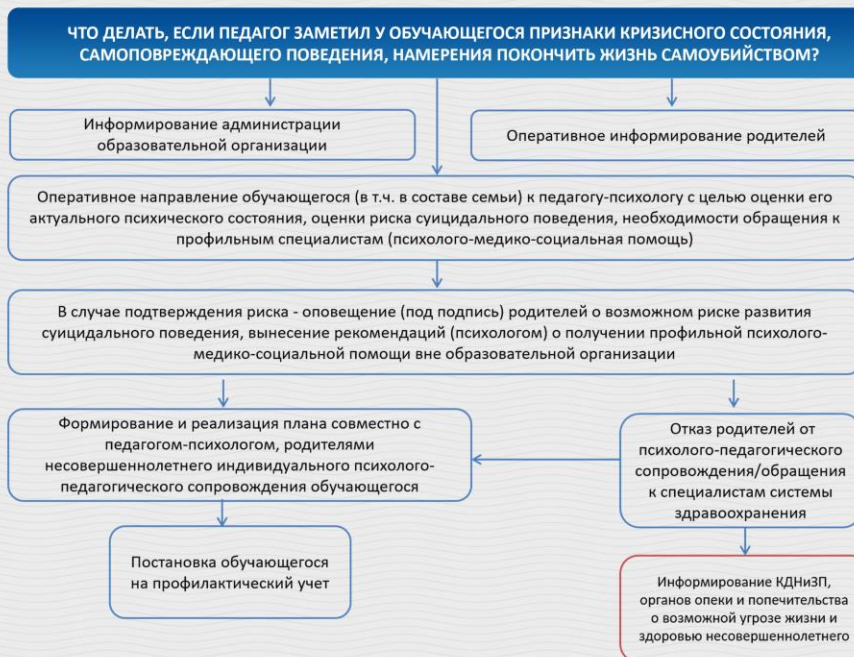 ЧТО ДЕЛАТЬ, ЕСЛИ ПЕДАГОГ ЗАМЕТИЛ У ОБУЧАЮЩЕГОСЯ ПРИЗНАКИ КРИЗИСНОГО СОСТОЯНИЯ,
САМОПОВРЕЖДАЮЩЕГО ПОВЕДЕНИЯ, НАМЕРЕНИЯ ПОКОНЧИТЬ ЖИЗНЬ САМОУБИЙСТВОМ?
Информирование администрации
образовательной организации
Оперативное информирование родителей
Оперативное направление обучающегося (в т.ч. в составе семьи) к педагогу-психологу с целью оценки его
актуального психического состояния, оценки риска суицидального поведения, необходимости обращения к
профильным специалистам (психолого-медико-социальная помощь)
В случае подтверждения риска - оповещение (под подпись) родителей о возможном риске развития
суицидального поведения, вынесение рекомендаций (психологом) о получении профильной психолого-
медико-социальной помощи вне образовательной организации
Формирование и реализация плана совместно с
педагогом-психологом, родителями
несовершеннолетнего индивидуального психолого-
педагогического сопровождения обучающегося
Отказ родителей от
психолого-педагогического
сопровождения/обращения
к специалистам системы
здравоохранения
Постановка обучающегося
на профилактический учет
Информирование КДНиЗП,
органов опеки и попечительства
о возможной угрозе жизни и
здоровью несовершеннолетнего